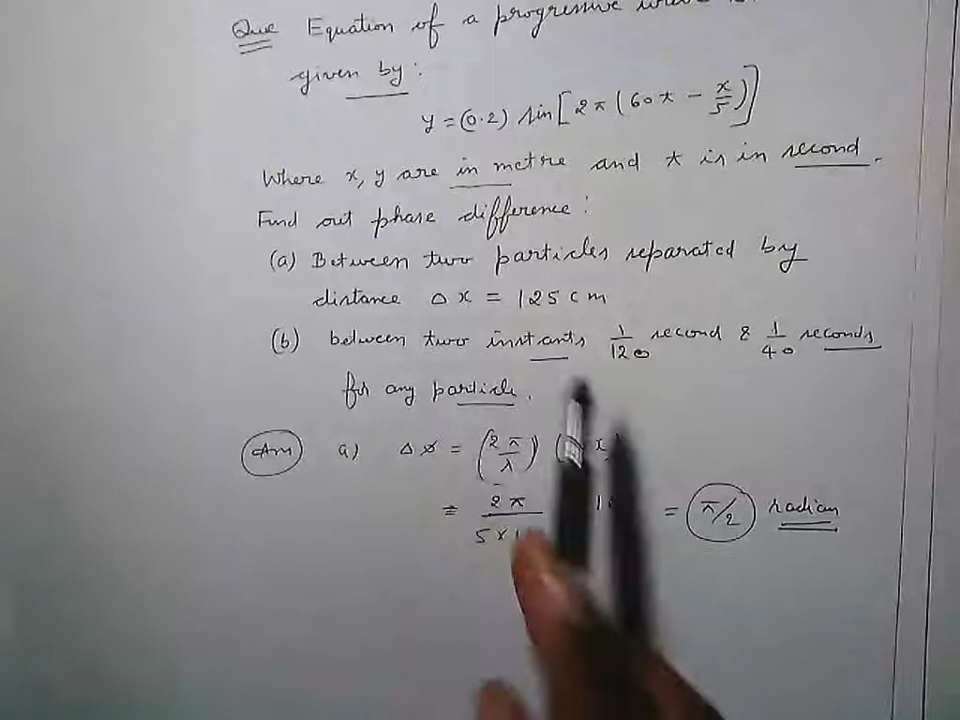 Que Equation of a progressive
given by:
y = (0.2) sin[2π(60t - x/5)]
Where x, y are in metre and t is in second.
Find out phase difference:
(a) Between two particles separated by
distance Δx = 125 cm
(b) between two instants 1/120 second & 1/40 seconds
for any particle.
Ans a) Δϕ = (2π/λ) ( x)
= 2π / 5× = π/2 radian